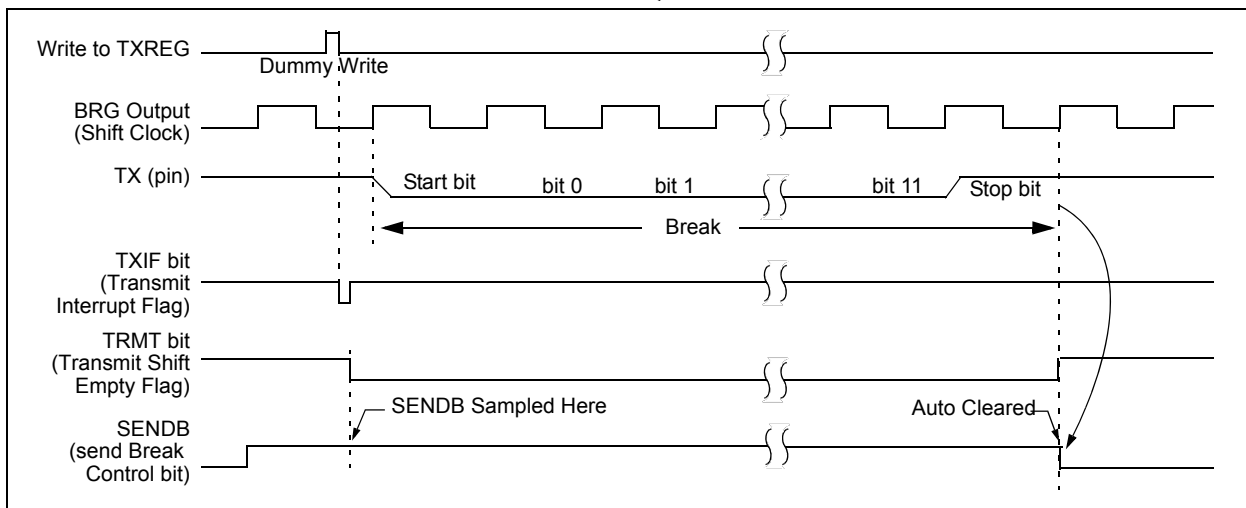 Write to TXREG
Dummy Write
BRG Output
(Shift Clock)
TX (pin)
Start bit
bit 0
bit 1
bit 11
Stop bit
Break
TXIF bit
(Transmit
Interrupt Flag)
TRMT bit
(Transmit Shift
Empty Flag)
SENDB Sampled Here
Auto Cleared
SENDB
(send Break
Control bit)